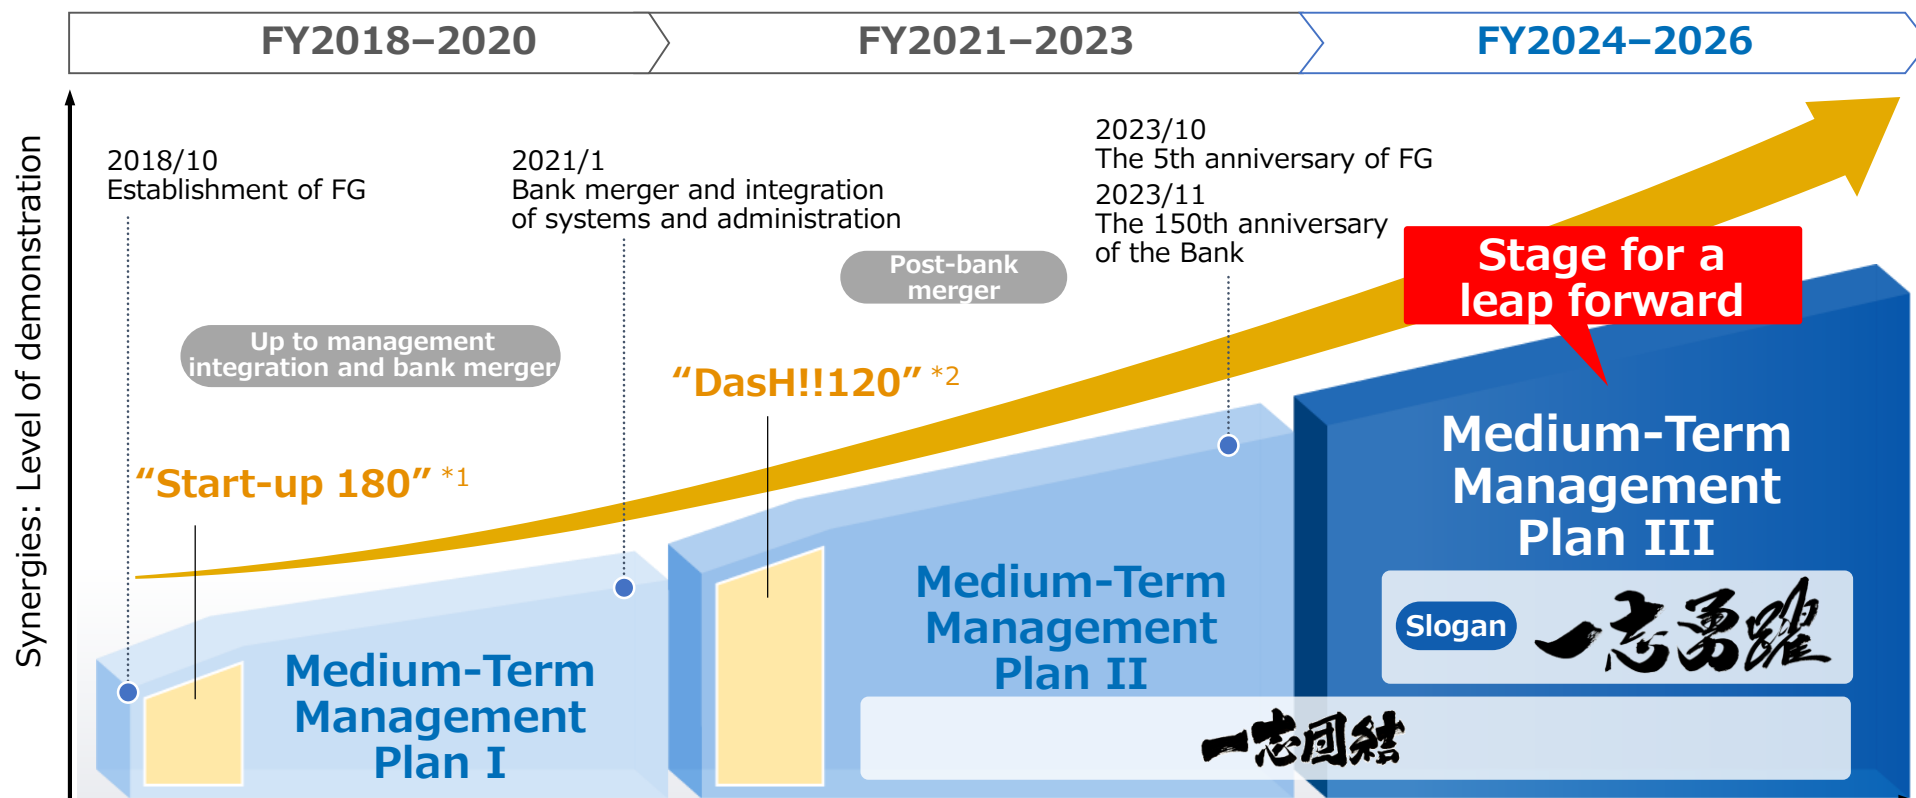 FY2018–2020
FY2021–2023
FY2024–2026
Synergies: Level of demonstration
2018/10
Establishment of FG
2021/1
Bank merger and integration
of systems and administration
2023/10
The 5th anniversary of FG
2023/11
The 150th anniversary
of the Bank
Post-bank
merger
Up to management
integration and bank merger
Stage for a
leap forward
“Start-up 180” *1
“DasH!!120” *2
Medium-Term
Management
Plan I
Medium-Term
Management
Plan II
Medium-Term
Management
Plan III
Slogan
一志勇躍
一志団結